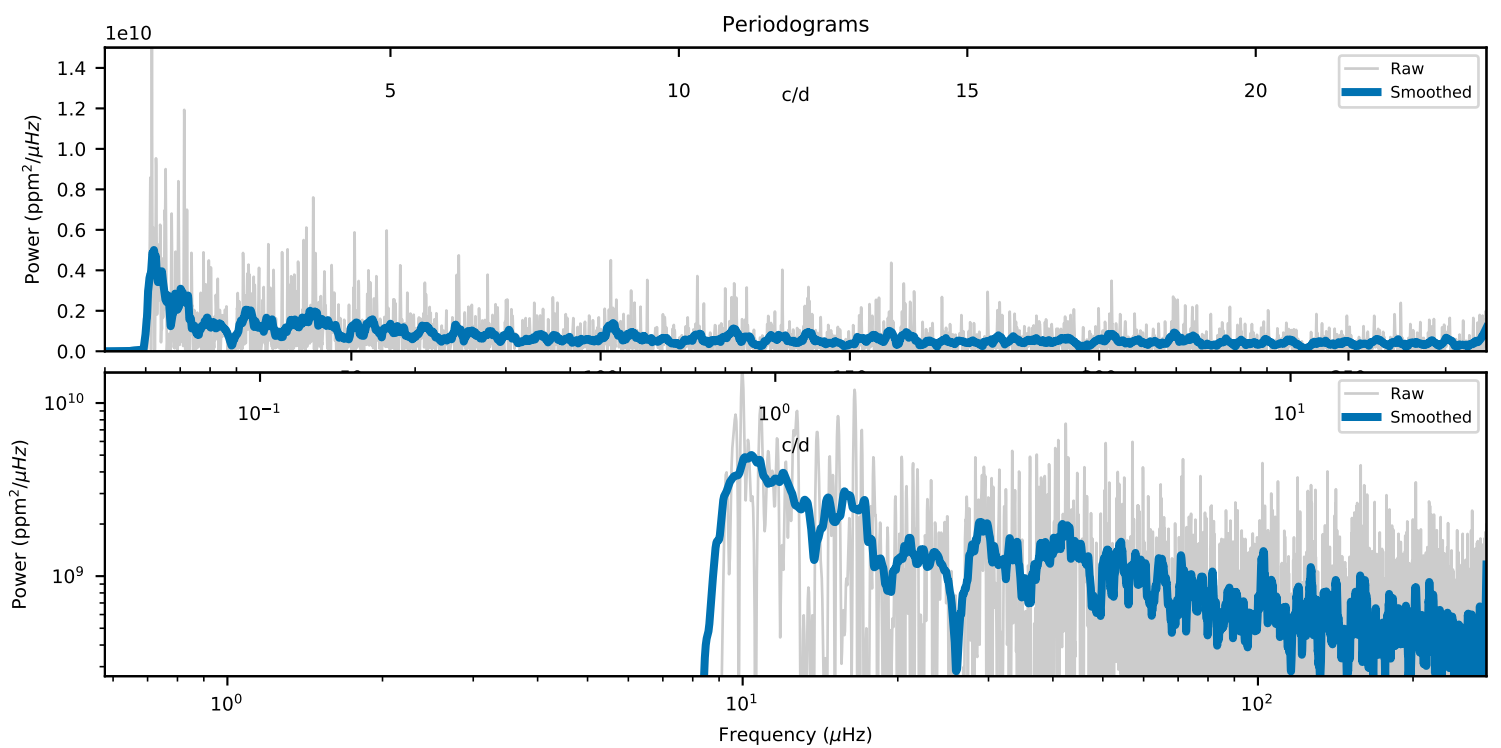 Periodograms
1e10
1.4
1.2
1.0
0.8
0.6
0.4
0.2
0.0
Power (ppm²/μHz)
5 10 15 20
c/d
Raw
Smoothed
10¹⁰
10⁹
Power (ppm²/μHz)
10⁻¹ 10⁰ 10¹
c/d
Raw
Smoothed
10⁰ 10¹ 10²
Frequency (μHz)